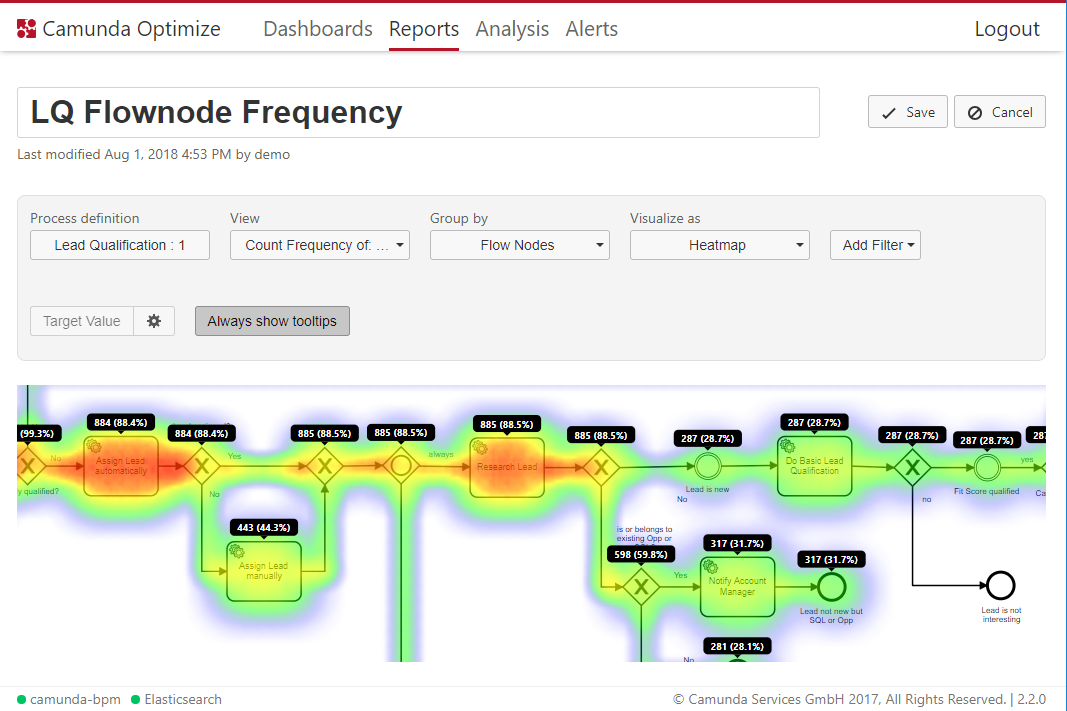 Camunda Optimize Dashboards Reports Analysis Alerts Logout
LQ Flownode Frequency
Save Cancel
Last modified Aug 1, 2018 4:53 PM by demo
Process definition View Group by Visualize as
Lead Qualification : 1 Count Frequency of: ... Flow Nodes Heatmap Add Filter
Target Value Always show tooltips
(99.3%) 884 (88.4%) 884 (88.4%) 885 (88.5%) 885 (88.5%) 885 (88.5%) 885 (88.5%) 287 (28.7%) 287 (28.7%) 287 (28.7%) 287 (28.7%) 287
No Assign Lead automatically Yes always Research Lead Do Basic Lead Qualification yes
y qualified? No Lead is new Fit Score qualified Ca
No no
443 (44.3%) is or belongs to
existing Opp or
598 (59.8%) 317 (31.7%) 317 (31.7%)
Assign Lead manually Yes Notify Account Manager
Lead not new but SQL or Opp Lead is not interesting
281 (28.1%)
No
camunda-bpm Elasticsearch © Camunda Services GmbH 2017, All Rights Reserved. | 2.2.0